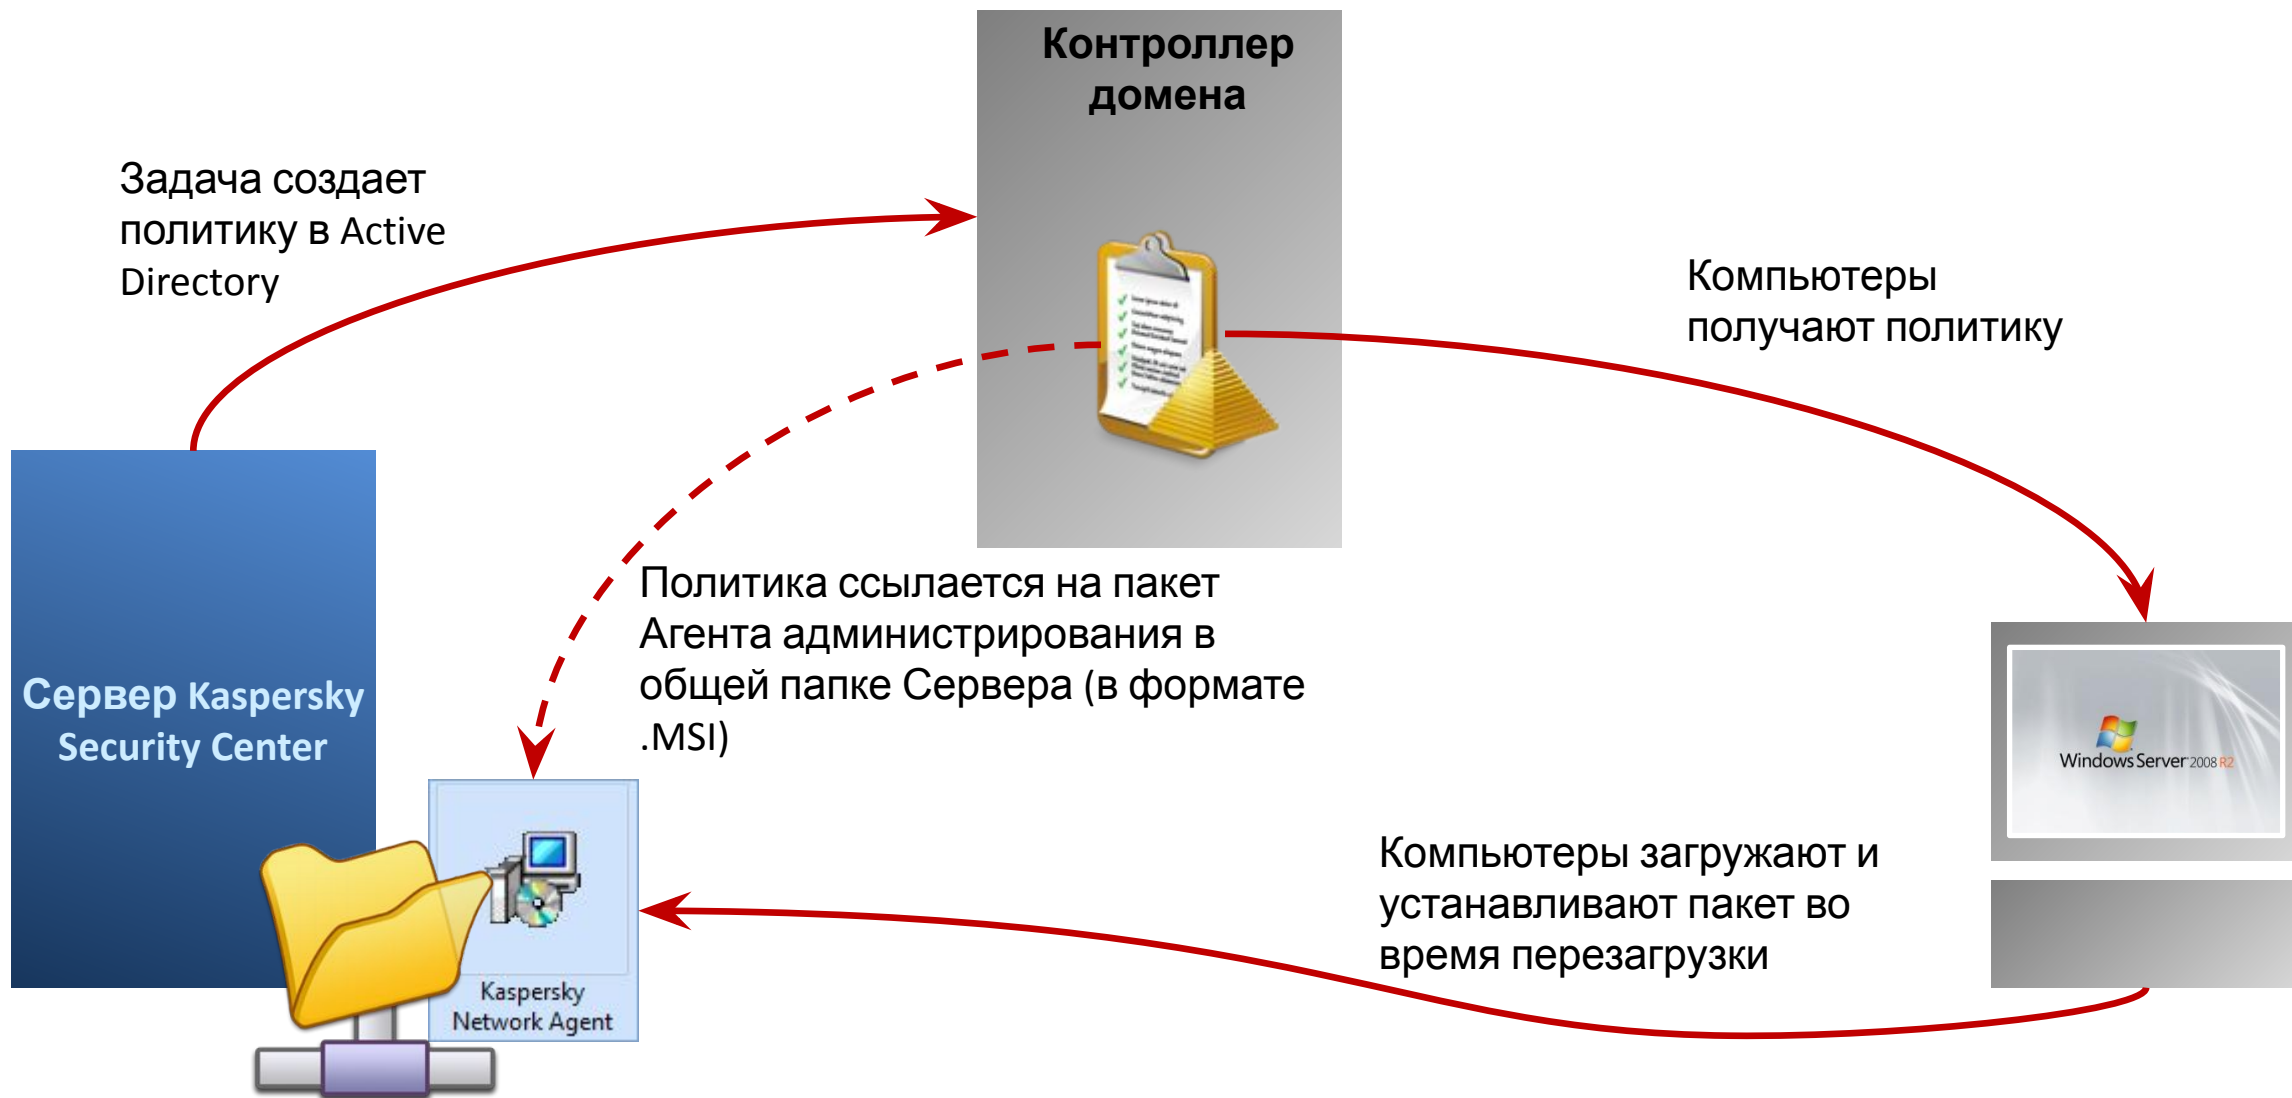 Контроллер
домена
Задача создает
политику в Active
Directory
Компьютеры
получают политику
Политика ссылается на пакет
Агента администрирования в
общей папке Сервера (в формате
.MSI)
Сервер Kaspersky
Security Center
Windows Server 2008 R2
Компьютеры загружают и
устанавливают пакет во
время перезагрузки
Kaspersky
Network Agent